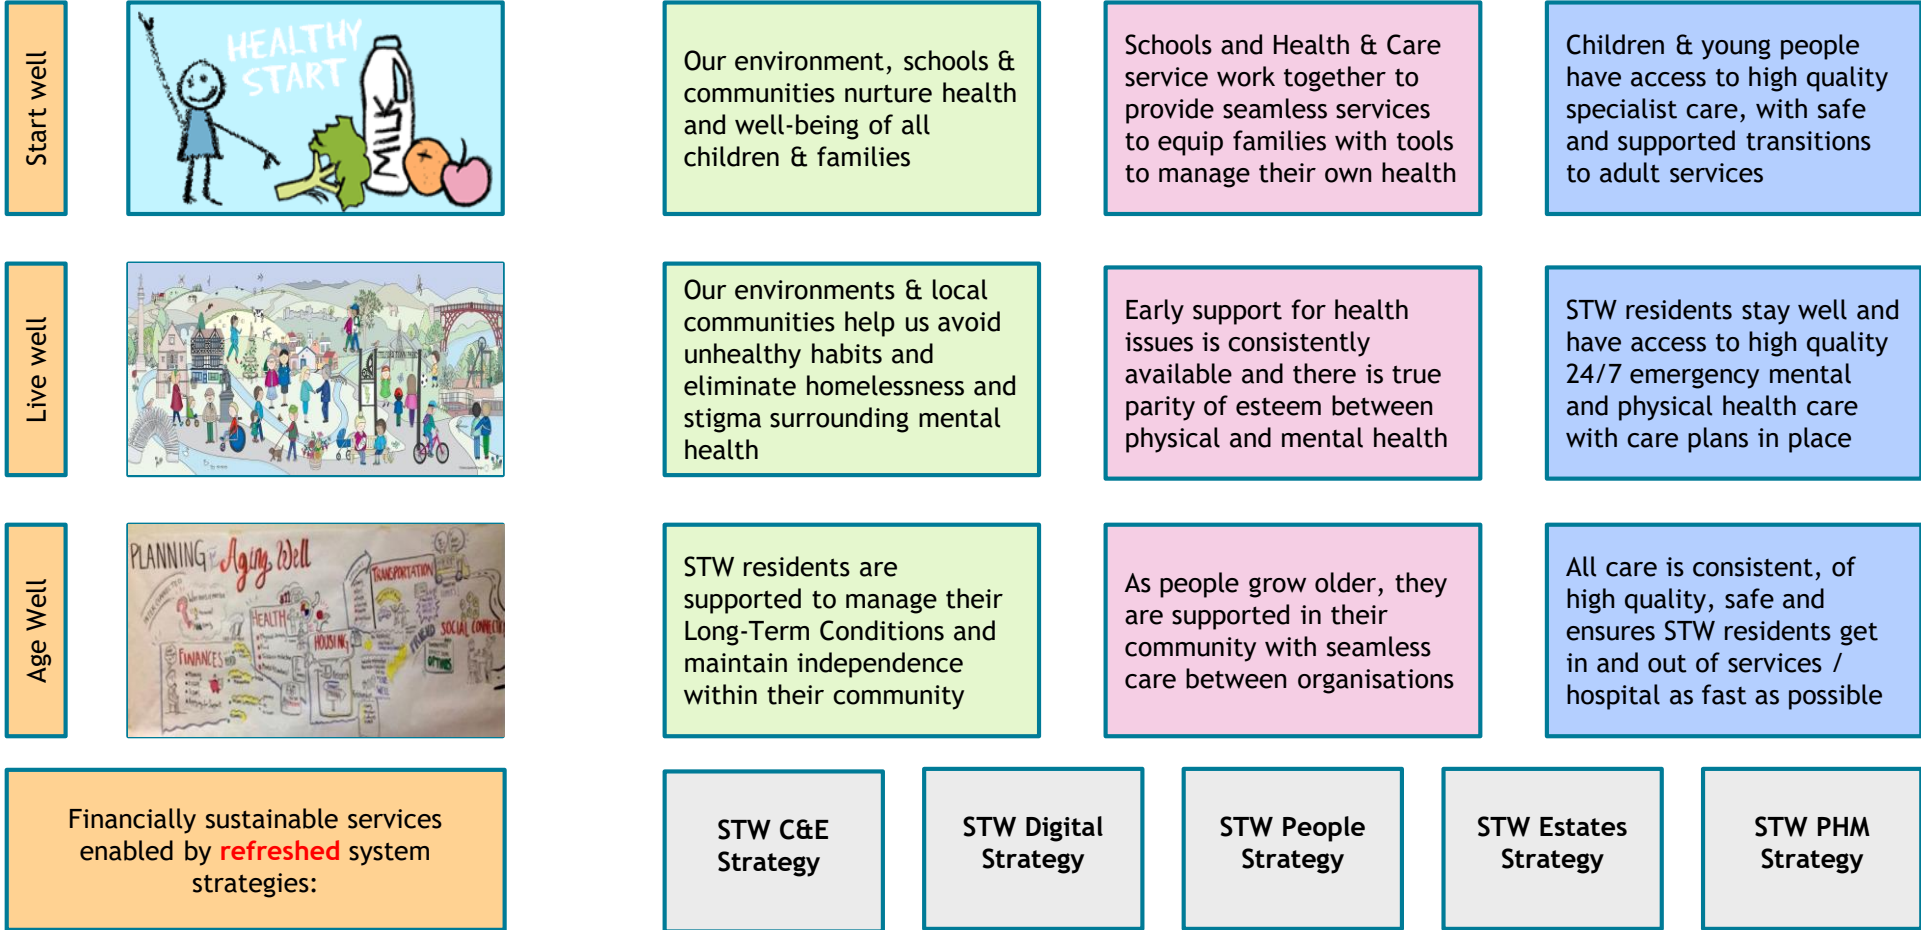 Start well
HEALTHY
START
MILK
Our environment, schools &
communities nurture health
and well-being of all
children & families
Schools and Health & Care
service work together to
provide seamless services
to equip families with tools
to manage their own health
Children & young people
have access to high quality
specialist care, with safe
and supported transitions
to adult services
Live well
Our environments & local
communities help us avoid
unhealthy habits and
eliminate homelessness and
stigma surrounding mental
health
Early support for health
issues is consistently
available and there is true
parity of esteem between
physical and mental health
STW residents stay well and
have access to high quality
24/7 emergency mental
and physical health care
with care plans in place
Age Well
PLANNING
Aging Well
TRANSPORTATION
HEALTH
HOUSING
SOCIAL
FINANCES
STW residents are
supported to manage their
Long-Term Conditions and
maintain independence
within their community
As people grow older, they
are supported in their
community with seamless
care between organisations
All care is consistent, of
high quality, safe and
ensures STW residents get
in and out of services /
hospital as fast as possible
Financially sustainable services
enabled by refreshed system
strategies:
STW C&E
Strategy
STW Digital
Strategy
STW People
Strategy
STW Estates
Strategy
STW PHM
Strategy